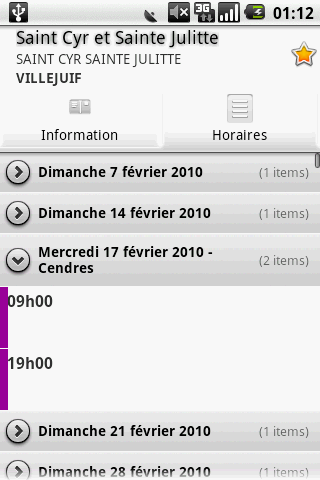 3G
01:12
Saint Cyr et Sainte Julitte
SAINT CYR SAINTE JULITTE
VILLEJUIF
Information
Horaires
Dimanche 7 février 2010 (1 items)
Dimanche 14 février 2010 (1 items)
Mercredi 17 février 2010 -
Cendres (2 items)
09h00
19h00
Dimanche 21 février 2010 (1 items)
Dimanche 28 février 2010 (1 items)